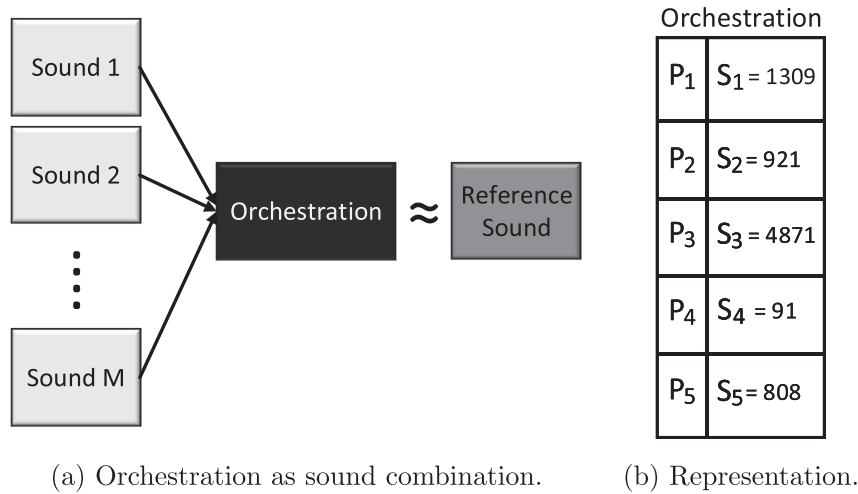 Sound 1
Sound 2
Sound M
Orchestration
≈
Reference
Sound
(a) Orchestration as sound combination.
Orchestration
P1 S1 = 1309
P2 S2 = 921
P3 S3 = 4871
P4 S4 = 91
P5 S5 = 808
(b) Representation.